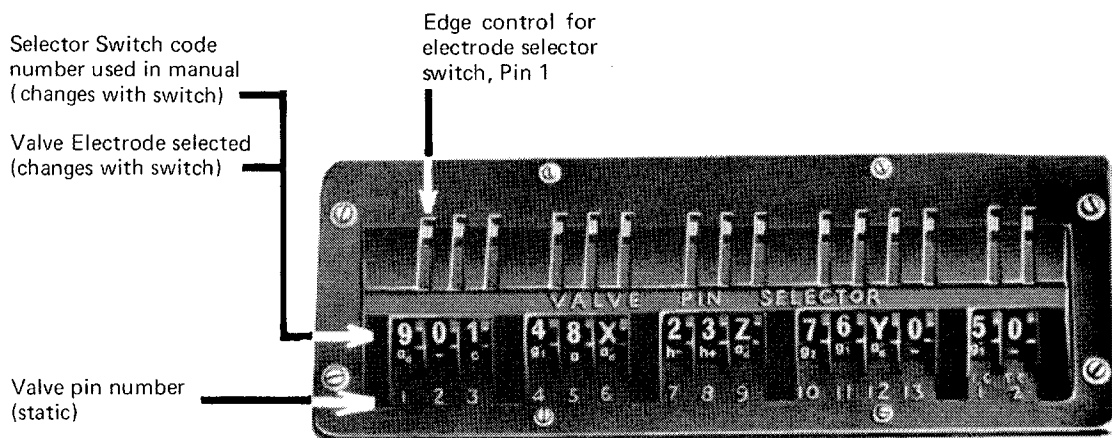 Edge control for
electrode selector
switch, Pin 1
Selector Switch code
number used in manual
(changes with switch)
Valve Electrode selected
(changes with switch)
VALVE PIN SELECTOR
9 0 1 4 8 X 2 3 Z 7 6 Y 0 5 0
1 2 3 4 5 6 7 8 9 10 11 12 13 1 2
Valve pin number
(static)